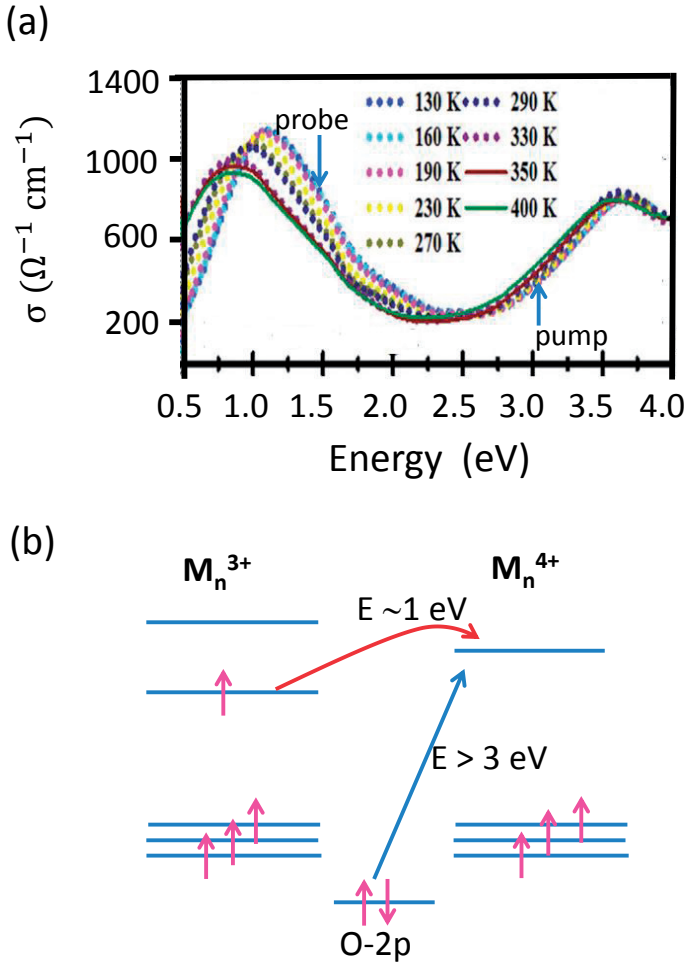 (a)
1400
1000
600
200
σ (Ω⁻¹ cm⁻¹)
130 K 290 K
160 K 330 K
190 K 350 K
230 K 400 K
270 K
probe
pump
0.5 1.0 1.5 2.0 2.5 3.0 3.5 4.0
Energy (eV)
(b)
Mₙ³⁺ Mₙ⁴⁺
E ~1 eV
E > 3 eV
O-2p